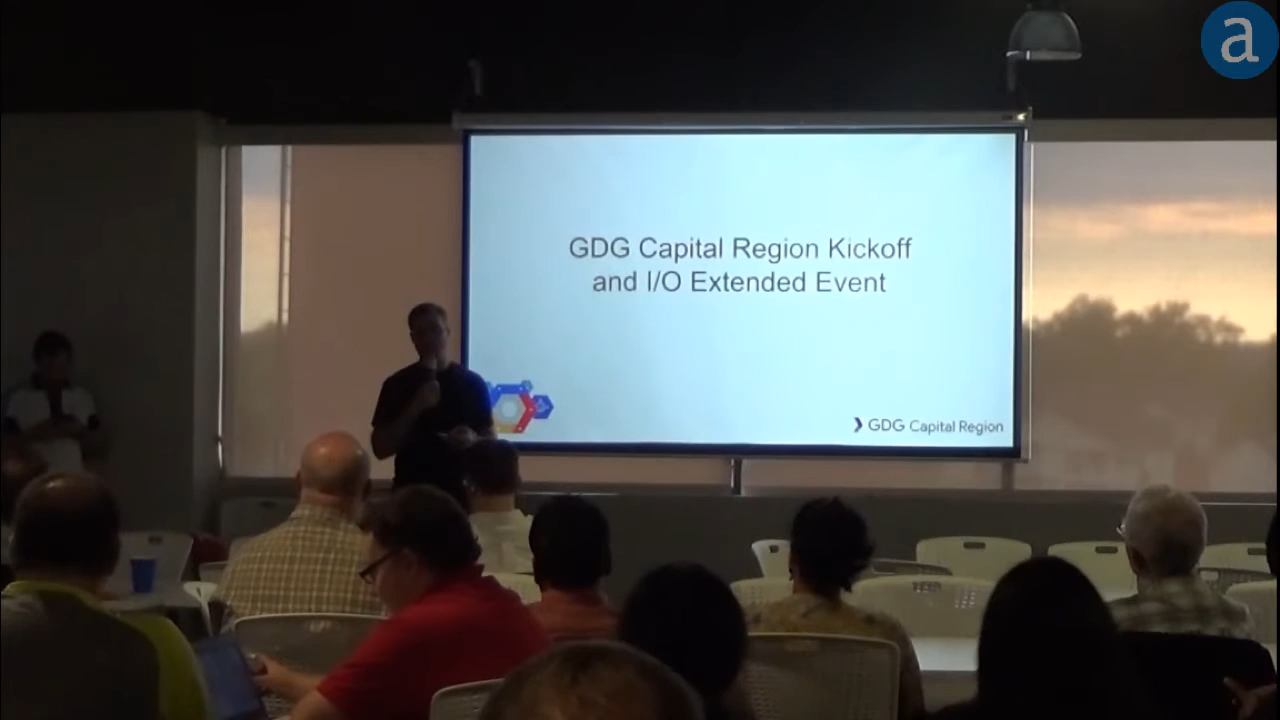 a
GDG Capital Region Kickoff
and I/O Extended Event
GDG Capital Region